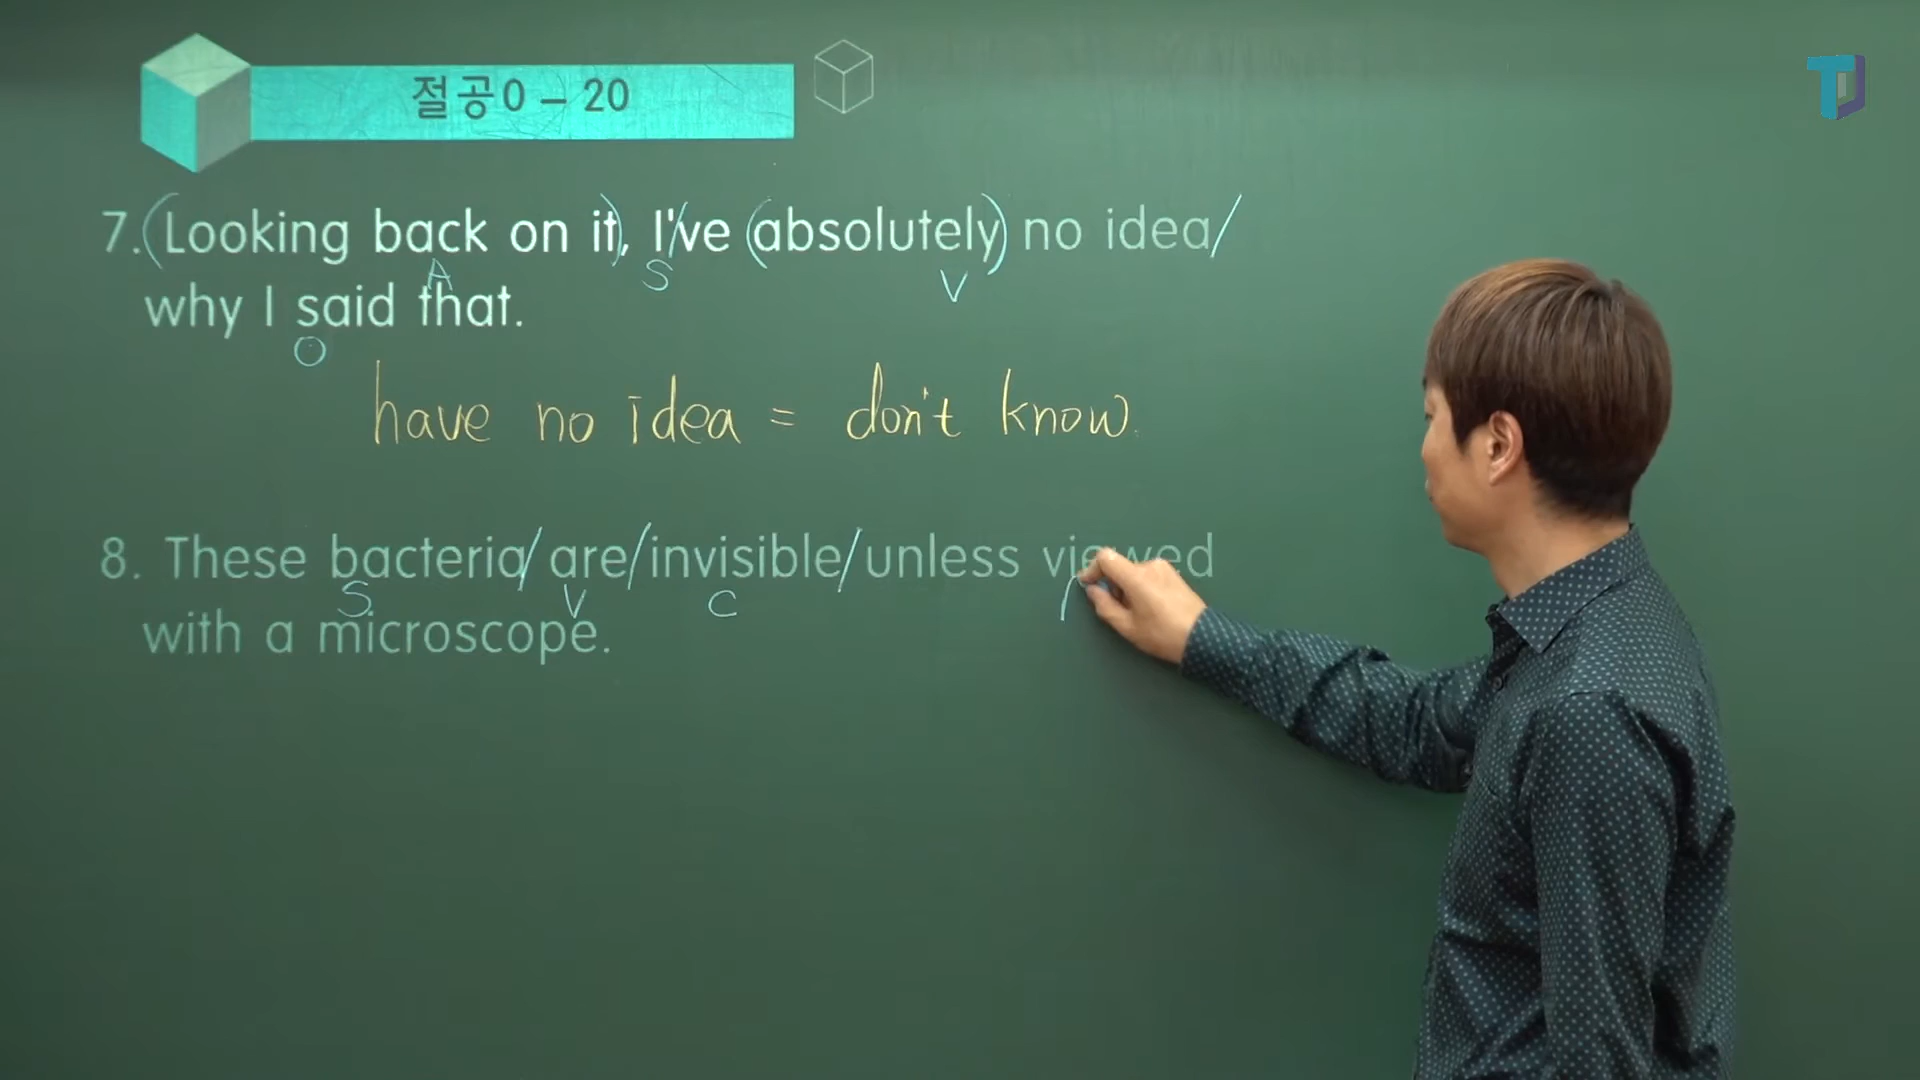 절공0 – 20
7. (Looking back on it), I/'ve (absolutely) no idea/
A S V
why I said that.
O
have no idea = don't know.
8. These bacteria/ are/ invisible/ unless viewed
S V C
with a microscope.